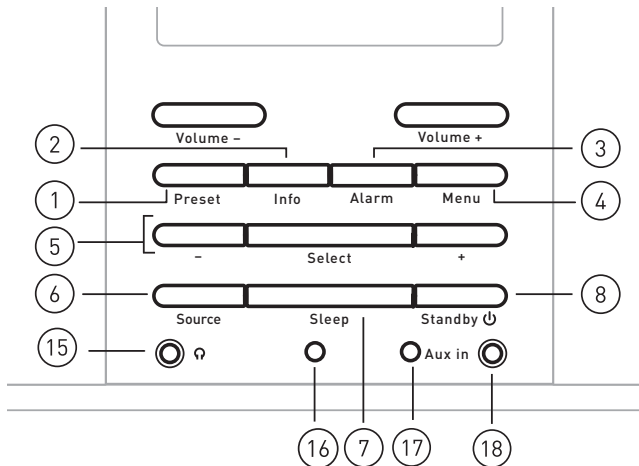 Volume – Volume +
2 3
1 Preset Info Alarm Menu 4
5
– Select +
6 8
Source Sleep Standby
15 Aux in
16 7 17 18